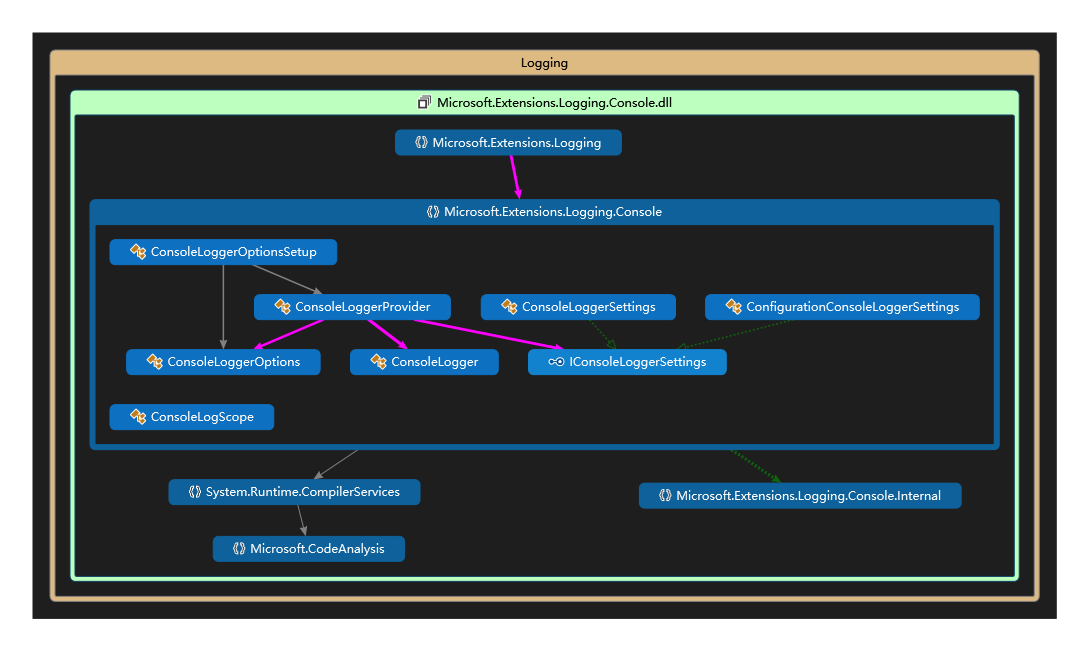 Logging
Microsoft.Extensions.Logging.Console.dll
Microsoft.Extensions.Logging
Microsoft.Extensions.Logging.Console
ConsoleLoggerOptionsSetup
ConsoleLoggerProvider
ConsoleLoggerSettings
ConfigurationConsoleLoggerSettings
ConsoleLoggerOptions
ConsoleLogger
IConsoleLoggerSettings
ConsoleLogScope
System.Runtime.CompilerServices
Microsoft.Extensions.Logging.Console.Internal
Microsoft.CodeAnalysis